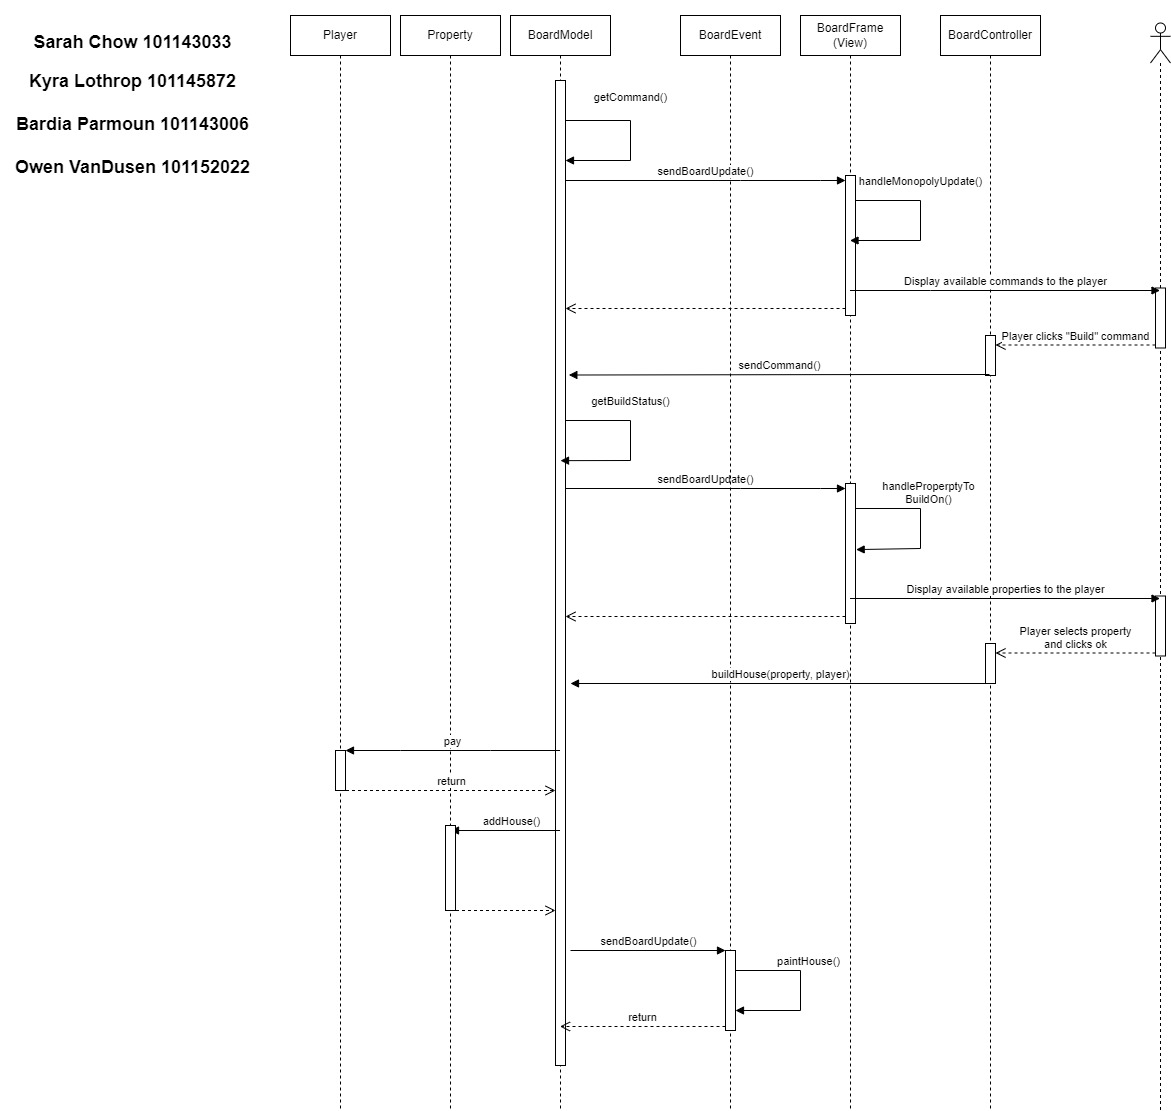 Sarah Chow 101143033
Kyra Lothrop 101145872
Bardia Parmoun 101143006
Owen VanDusen 101152022
Player
Property
BoardModel
BoardEvent
BoardFrame
(View)
BoardController
getCommand()
sendBoardUpdate()
handleMonopolyUpdate()
Display available commands to the player
Player clicks "Build" command
sendCommand()
getBuildStatus()
sendBoardUpdate()
handleProperptyTo
BuildOn()
Display available properties to the player
Player selects property
and clicks ok
buildHouse(property, player)
pay
return
addHouse()
sendBoardUpdate()
paintHouse()
return